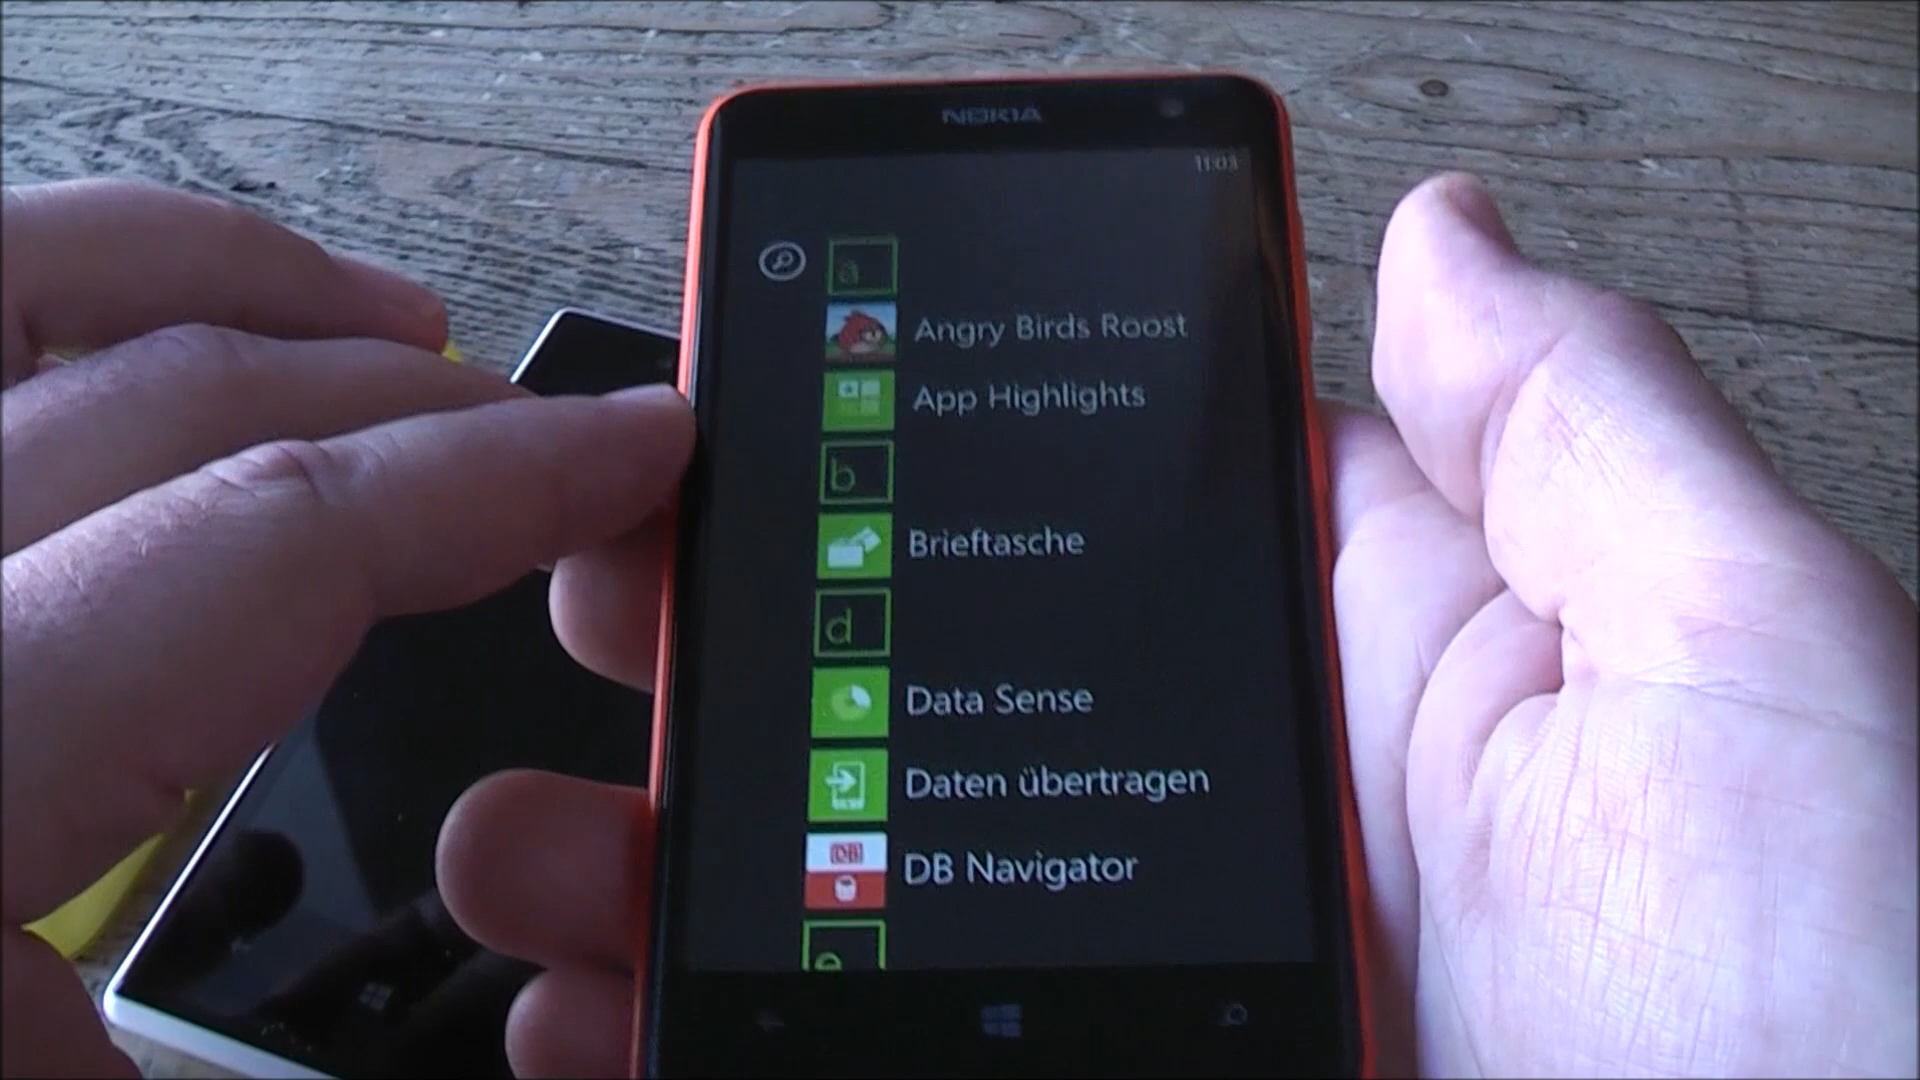 NOKIA
11:03
a
Angry Birds Roost
App Highlights
b
Brieftasche
d
Data Sense
Daten übertragen
DB
DB Navigator
e